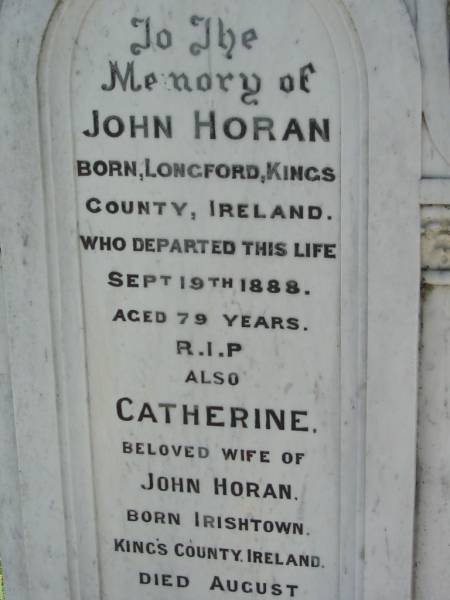 To The
Memory of
JOHN HORAN
BORN, LONGFORD, KINGS
COUNTY, IRELAND.
WHO DEPARTED THIS LIFE
SEPT 19TH 1888.
AGED 79 YEARS.
R.I.P
ALSO
CATHERINE.
BELOVED WIFE OF
JOHN HORAN.
BORN IRISHTOWN.
KING'S COUNTY. IRELAND.
DIED AUGUST